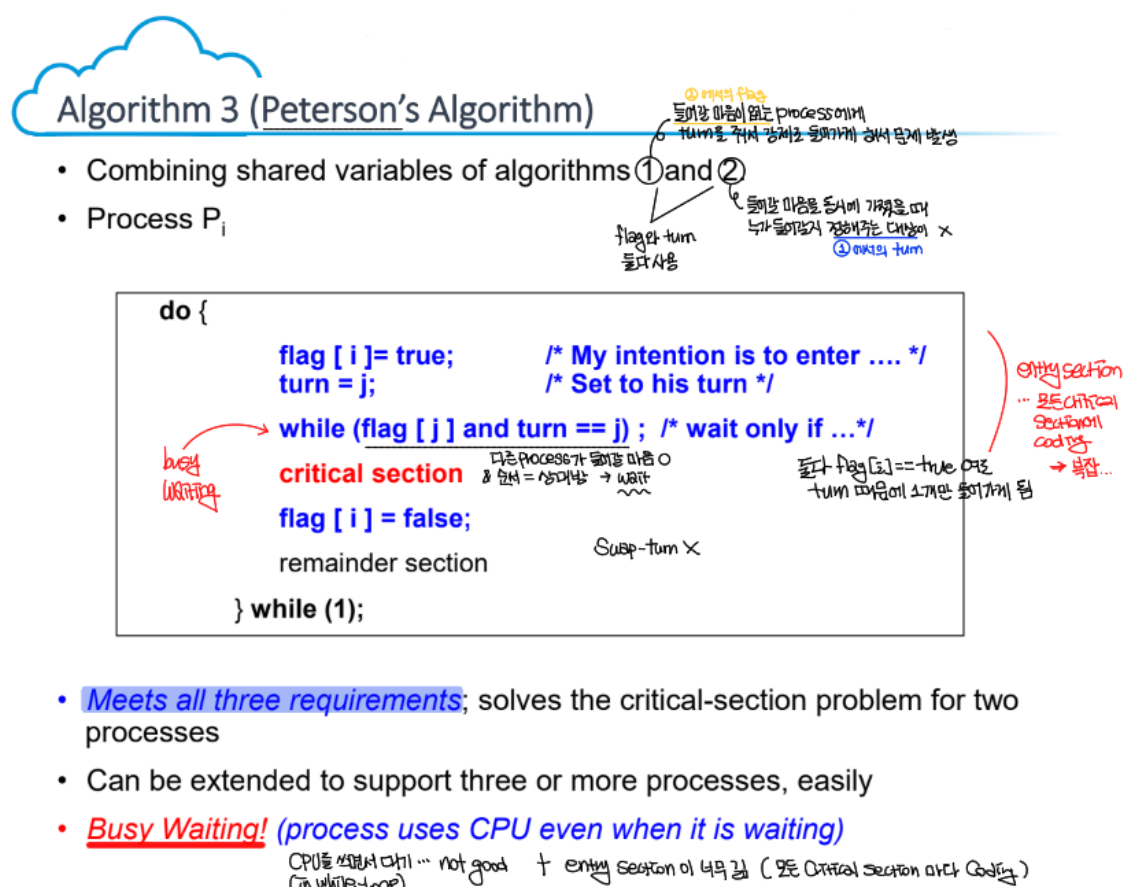 Algorithm 3 (Peterson's Algorithm)
② 에서의 flag
들어갈 마음이 없는 process에게
turn을 줘서 강제로 들어가게 해서 문제 발생
• Combining shared variables of algorithms ① and ②
• Process Pi
flag와 turn
둘다 사용
들어갈 마음을 동시에 가졌을 때
누가 들어갈지 정해주는 대상이 X
① 에서의 turn
do {
flag [ i ]= true; /* My intention is to enter .... */
turn = j; /* Set to his turn */
while (flag [ j ] and turn == j) ; /* wait only if …*/
busy
waiting
다른 process가 들어갈 마음 O
& 순서 = 상대방 → wait
critical section
flag [ i ] = false;
remainder section
} while (1);
둘다 flag[i]==true 여도
turn 때문에 1개만 들어가게 됨
Swap-turn X
entry section
… 모든 critical
section에
coding
→ 복잡…
• Meets all three requirements; solves the critical-section problem for two
processes
• Can be extended to support three or more processes, easily
• Busy Waiting! (process uses CPU even when it is waiting)
CPU를 쓰면서 대기 … not good + entry section 이 너무 김 ( 모든 critical section 마다 coding )
(in while loop)